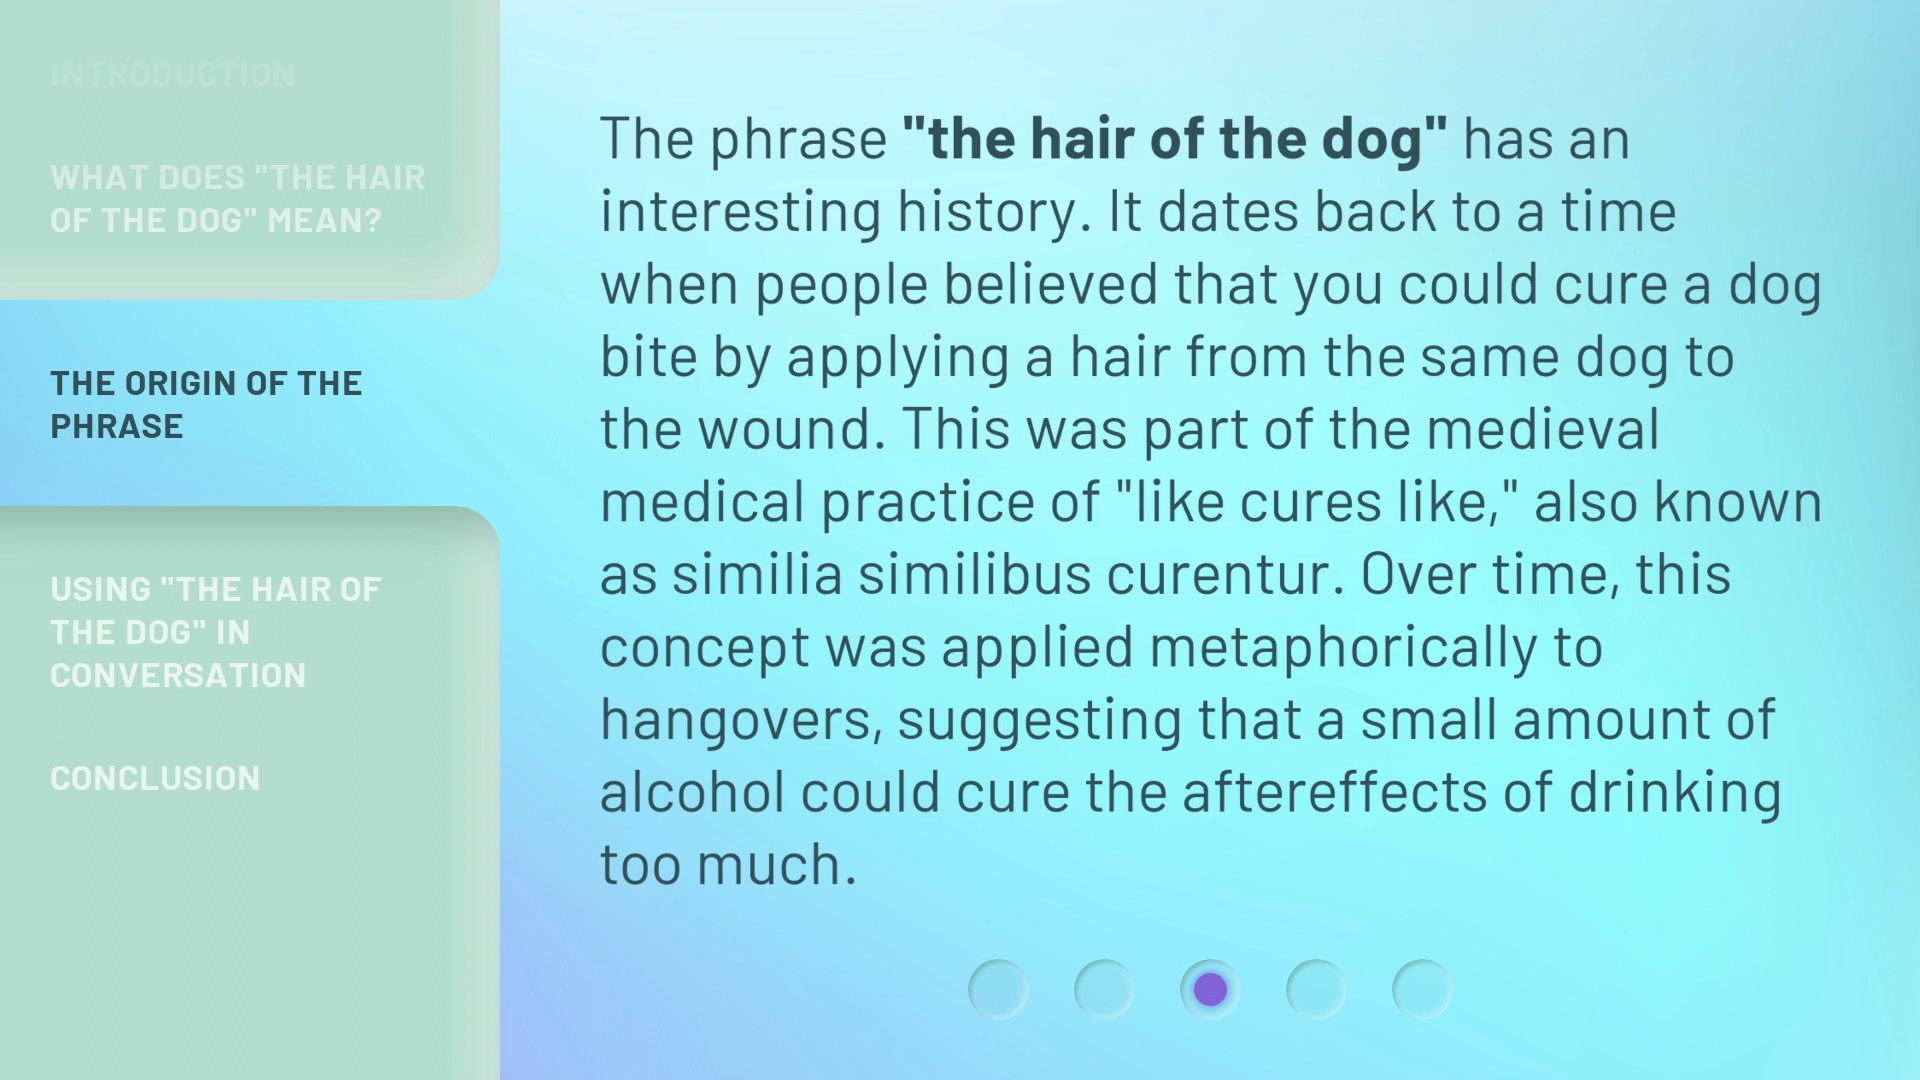 INTRODUCTION
WHAT DOES "THE HAIR
OF THE DOG" MEAN?
THE ORIGIN OF THE
PHRASE
USING "THE HAIR OF
THE DOG" IN
CONVERSATION
CONCLUSION
The phrase "the hair of the dog" has an
interesting history. It dates back to a time
when people believed that you could cure a dog
bite by applying a hair from the same dog to
the wound. This was part of the medieval
medical practice of "like cures like," also known
as similia similibus curentur. Over time, this
concept was applied metaphorically to
hangovers, suggesting that a small amount of
alcohol could cure the aftereffects of drinking
too much.